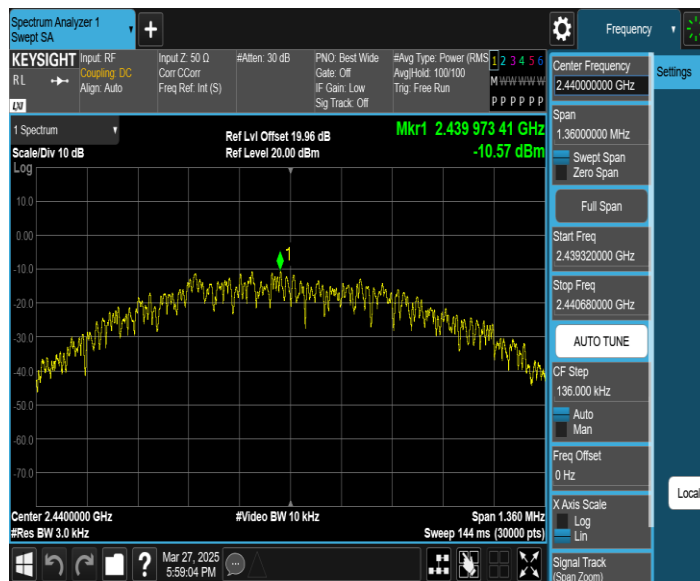 Spectrum Analyzer 1
Swept SA
+
Frequency
KEYSIGHT
R L
LXI
Input: RF
Coupling: DC
Align: Auto
Input Z: 50 Ω
Corr CCorr
Freq Ref: Int (S)
#Atten: 30 dB
PNO: Best Wide
Gate: Off
IF Gain: Low
Sig Track: Off
#Avg Type: Power (RMS
Avg|Hold: 100/100
Trig: Free Run
1 2 3 4 5 6
M W W W W W
P P P P P P
1 Spectrum
Scale/Div 10 dB
Log
Ref Lvl Offset 19.96 dB
Ref Level 20.00 dBm
Mkr1 2.439 973 41 GHz
-10.57 dBm
10.0
0.00
-10.0
-20.0
-30.0
-40.0
-50.0
-60.0
-70.0
1
Center 2.4400000 GHz
#Res BW 3.0 kHz
#Video BW 10 kHz
Span 1.360 MHz
Sweep 144 ms (30000 pts)
Mar 27, 2025
5:59:04 PM
?
Center Frequency
2.440000000 GHz
Span
1.36000000 MHz
Swept Span
Zero Span
Full Span
Start Freq
2.439320000 GHz
Stop Freq
2.440680000 GHz
AUTO TUNE
CF Step
136.000 kHz
Auto
Man
Freq Offset
0 Hz
X Axis Scale
Log
Lin
Signal Track
(Span Zoom)
Settings
Local